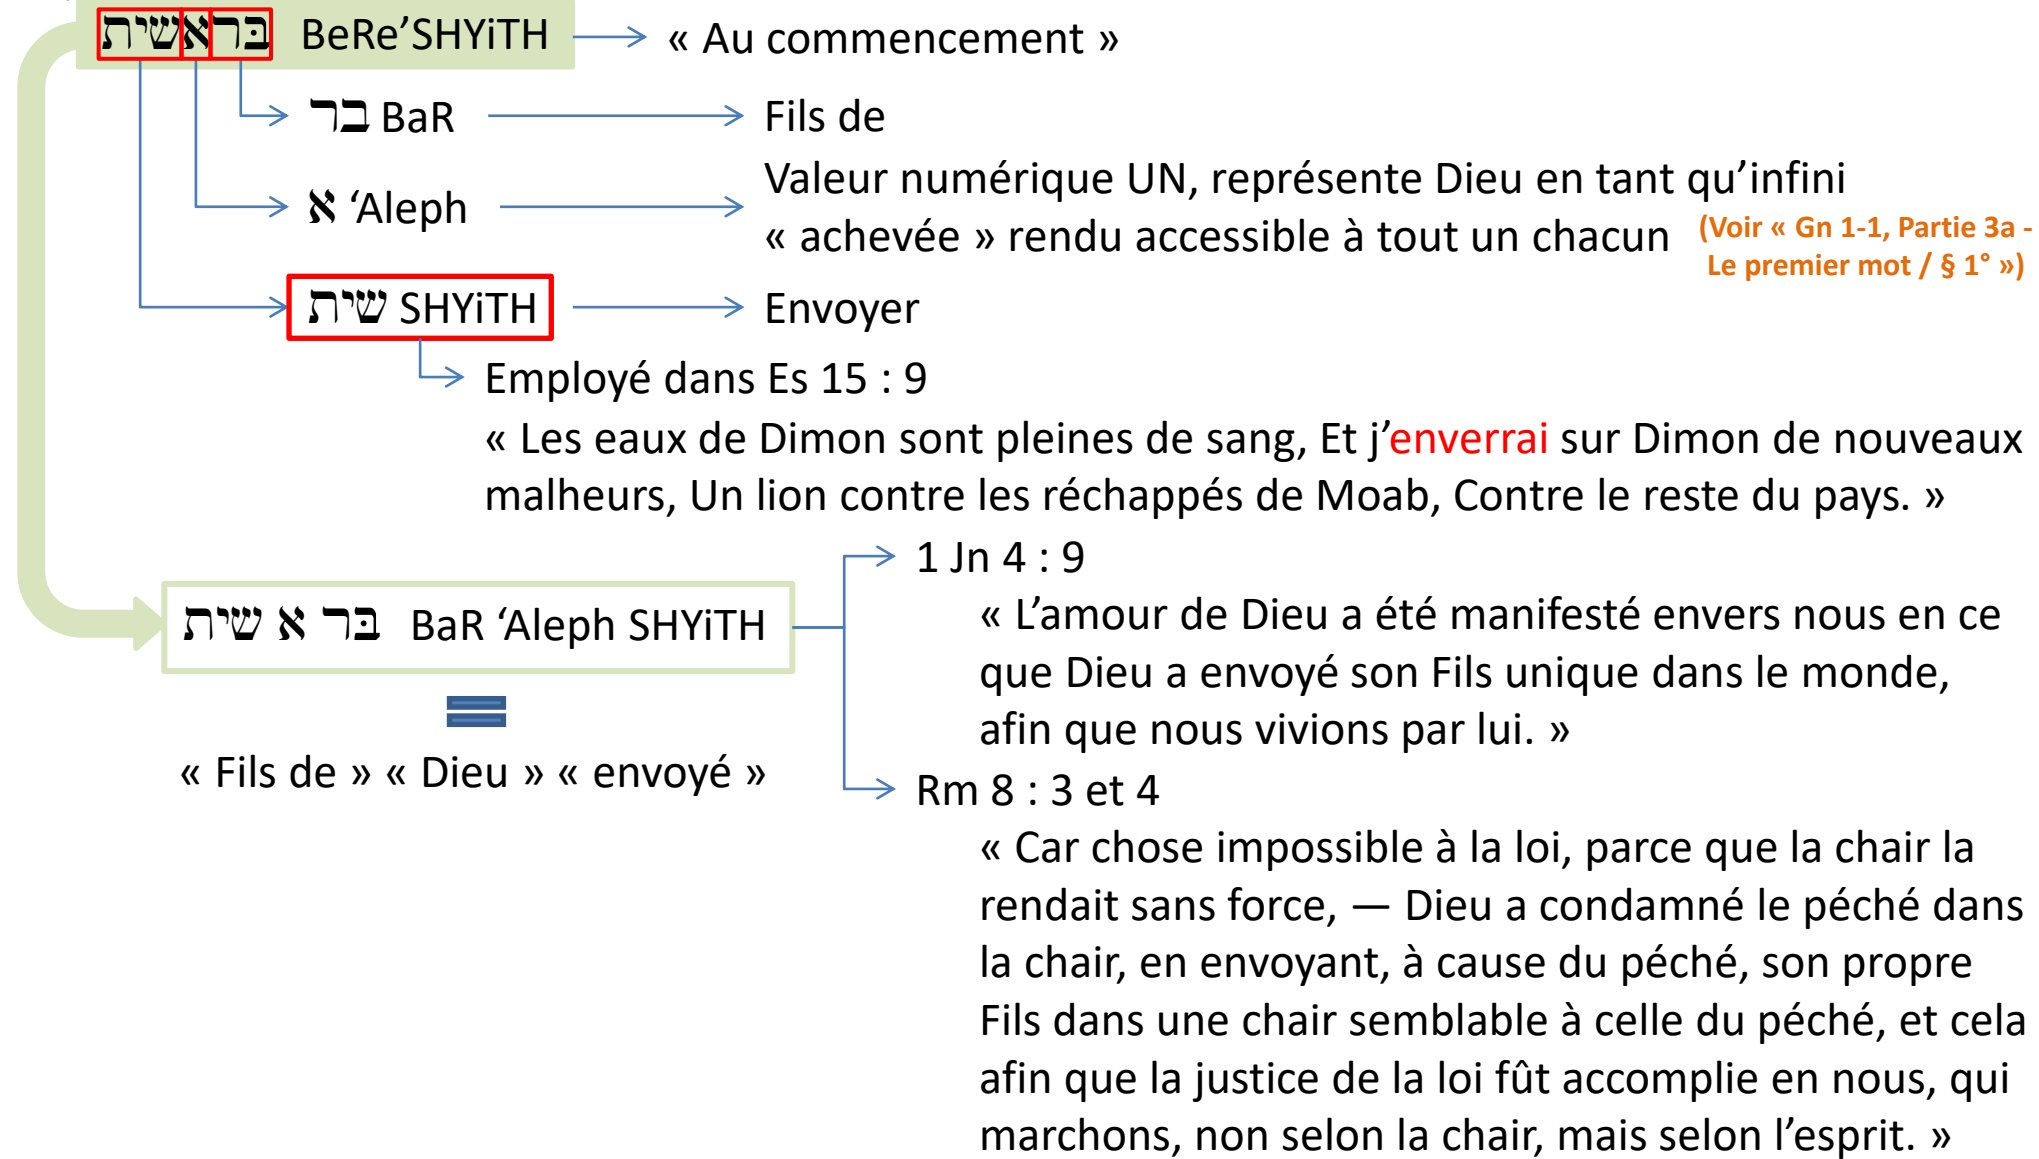 בּראשית BeRe’SHYiTH
« Au commencement »
בר BaR
Fils de
א ‘Aleph
Valeur numérique UN, représente Dieu en tant qu’infini
« achevée » rendu accessible à tout un chacun
(Voir « Gn 1-1, Partie 3a -
Le premier mot / § 1° »)
שית SHYiTH
Envoyer
Employé dans Es 15 : 9
« Les eaux de Dimon sont pleines de sang, Et j’enverrai sur Dimon de nouveaux
malheurs, Un lion contre les réchappés de Moab, Contre le reste du pays. »
בּר א שית BaR ‘Aleph SHYiTH
« Fils de » « Dieu » « envoyé »
1 Jn 4 : 9
« L’amour de Dieu a été manifesté envers nous en ce
que Dieu a envoyé son Fils unique dans le monde,
afin que nous vivions par lui. »
Rm 8 : 3 et 4
« Car chose impossible à la loi, parce que la chair la
rendait sans force, — Dieu a condamné le péché dans
la chair, en envoyant, à cause du péché, son propre
Fils dans une chair semblable à celle du péché, et cela
afin que la justice de la loi fût accomplie en nous, qui
marchons, non selon la chair, mais selon l’esprit. »